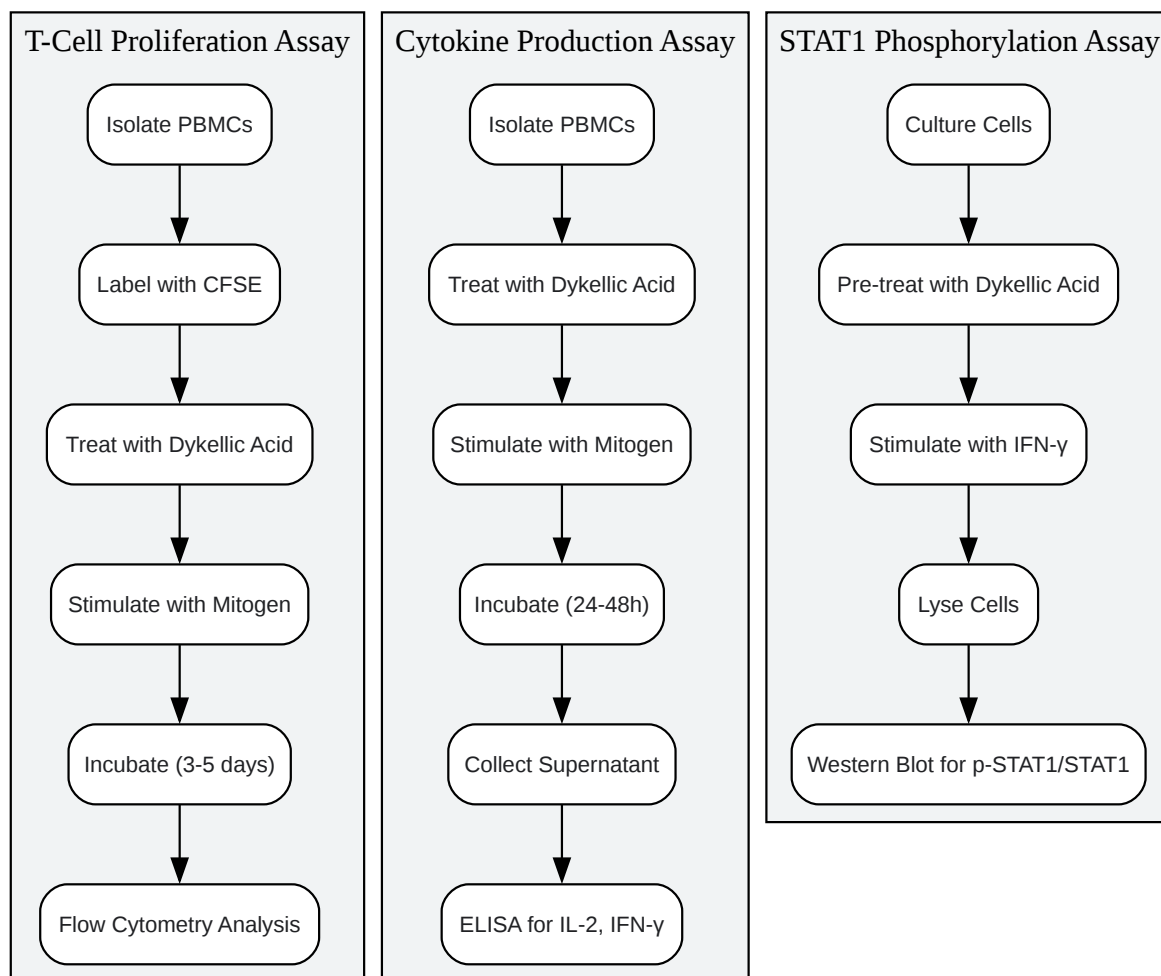 T-Cell Proliferation Assay
Isolate PBMCs
Label with CFSE
Treat with Dykellic Acid
Stimulate with Mitogen
Incubate (3-5 days)
Flow Cytometry Analysis
Cytokine Production Assay
Isolate PBMCs
Treat with Dykellic Acid
Stimulate with Mitogen
Incubate (24-48h)
Collect Supernatant
ELISA for IL-2, IFN-γ
STAT1 Phosphorylation Assay
Culture Cells
Pre-treat with Dykellic Acid
Stimulate with IFN-γ
Lyse Cells
Western Blot for p-STAT1/STAT1